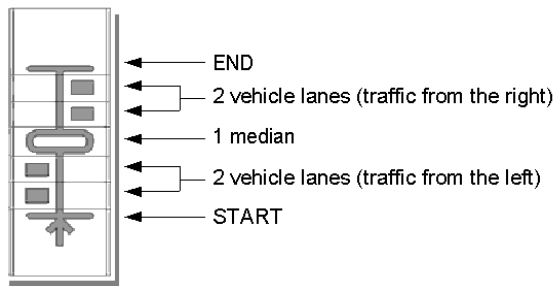 END
2 vehicle lanes (traffic from the right)
1 median
2 vehicle lanes (traffic from the left)
START